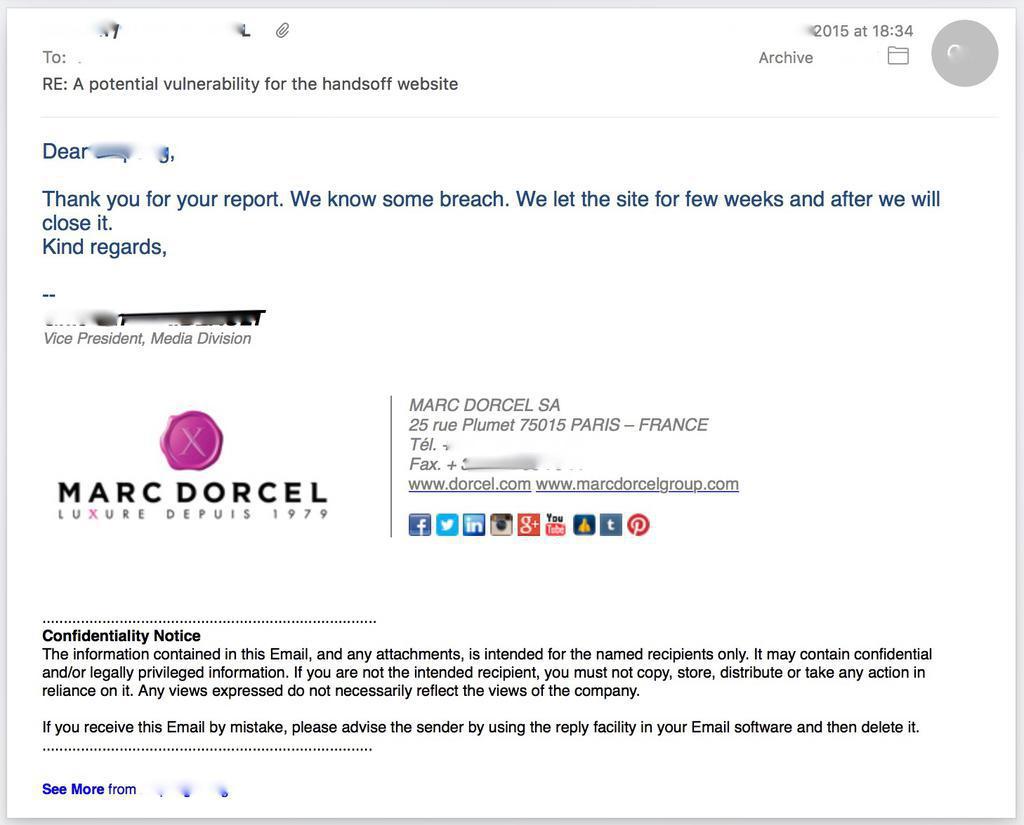 2015 at 18:34
To:
Archive
RE: A potential vulnerability for the handsoff website
Dear
Thank you for your report. We know some breach. We let the site for few weeks and after we will
close it.
Kind regards,
--
Vice President, Media Division
MARC DORCEL
LUXURE DEPUIS 1979
MARC DORCEL SA
25 rue Plumet 75015 PARIS – FRANCE
Tél. +
Fax. +
www.dorcel.com www.marcdorcelgroup.com
You Tube
Confidentiality Notice
The information contained in this Email, and any attachments, is intended for the named recipients only. It may contain confidential
and/or legally privileged information. If you are not the intended recipient, you must not copy, store, distribute or take any action in
reliance on it. Any views expressed do not necessarily reflect the views of the company.
If you receive this Email by mistake, please advise the sender by using the reply facility in your Email software and then delete it.
See More from